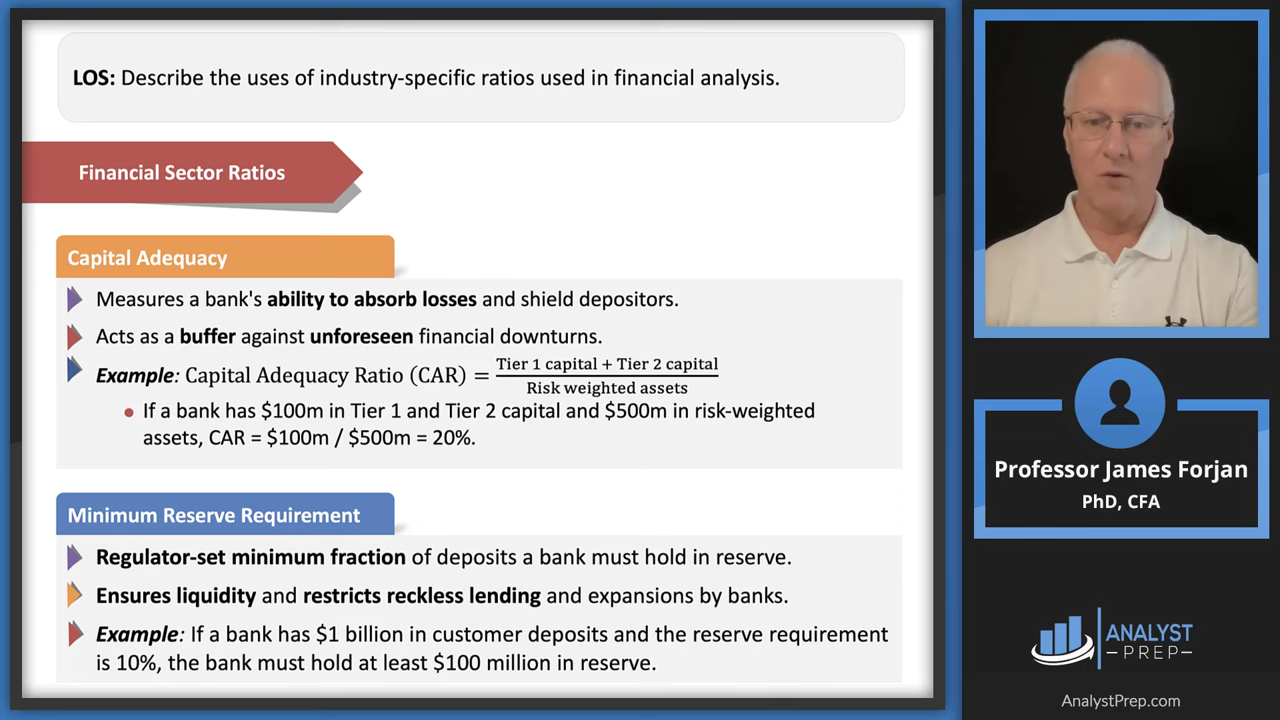 LOS: Describe the uses of industry-specific ratios used in financial analysis.
Financial Sector Ratios
Capital Adequacy
Measures a bank's ability to absorb losses and shield depositors.
Acts as a buffer against unforeseen financial downturns.
Example: Capital Adequacy Ratio (CAR) = Tier 1 capital + Tier 2 capital / Risk weighted assets
If a bank has $100m in Tier 1 and Tier 2 capital and $500m in risk-weighted
assets, CAR = $100m / $500m = 20%.
Minimum Reserve Requirement
Regulator-set minimum fraction of deposits a bank must hold in reserve.
Ensures liquidity and restricts reckless lending and expansions by banks.
Example: If a bank has $1 billion in customer deposits and the reserve requirement
is 10%, the bank must hold at least $100 million in reserve.
Professor James Forjan
PhD, CFA
ANALYST
PREP
AnalystPrep.com